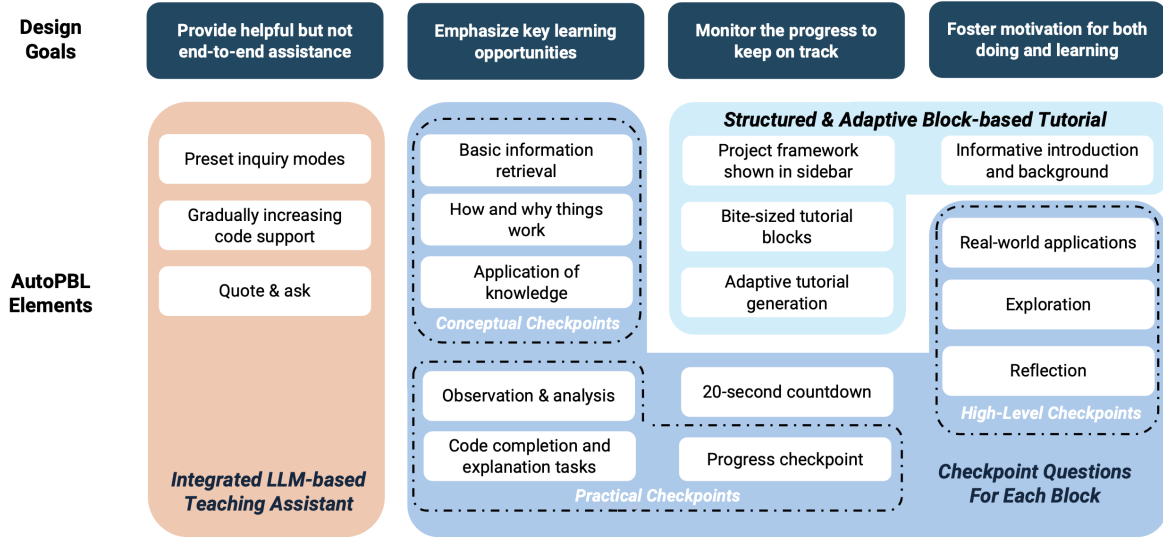 Design
Goals
Provide helpful but not
end-to-end assistance
Emphasize key learning
opportunities
Monitor the progress to
keep on track
Foster motivation for both
doing and learning
AutoPBL
Elements
Preset inquiry modes
Gradually increasing
code support
Quote & ask
Integrated LLM-based
Teaching Assistant
Basic information
retrieval
How and why things
work
Application of
knowledge
Conceptual Checkpoints
Observation & analysis
Code completion and
explanation tasks
Structured & Adaptive Block-based Tutorial
Project framework
shown in sidebar
Bite-sized tutorial
blocks
Adaptive tutorial
generation
20-second countdown
Progress checkpoint
Practical Checkpoints
Informative introduction
and background
Real-world applications
Exploration
Reflection
High-Level Checkpoints
Checkpoint Questions
For Each Block